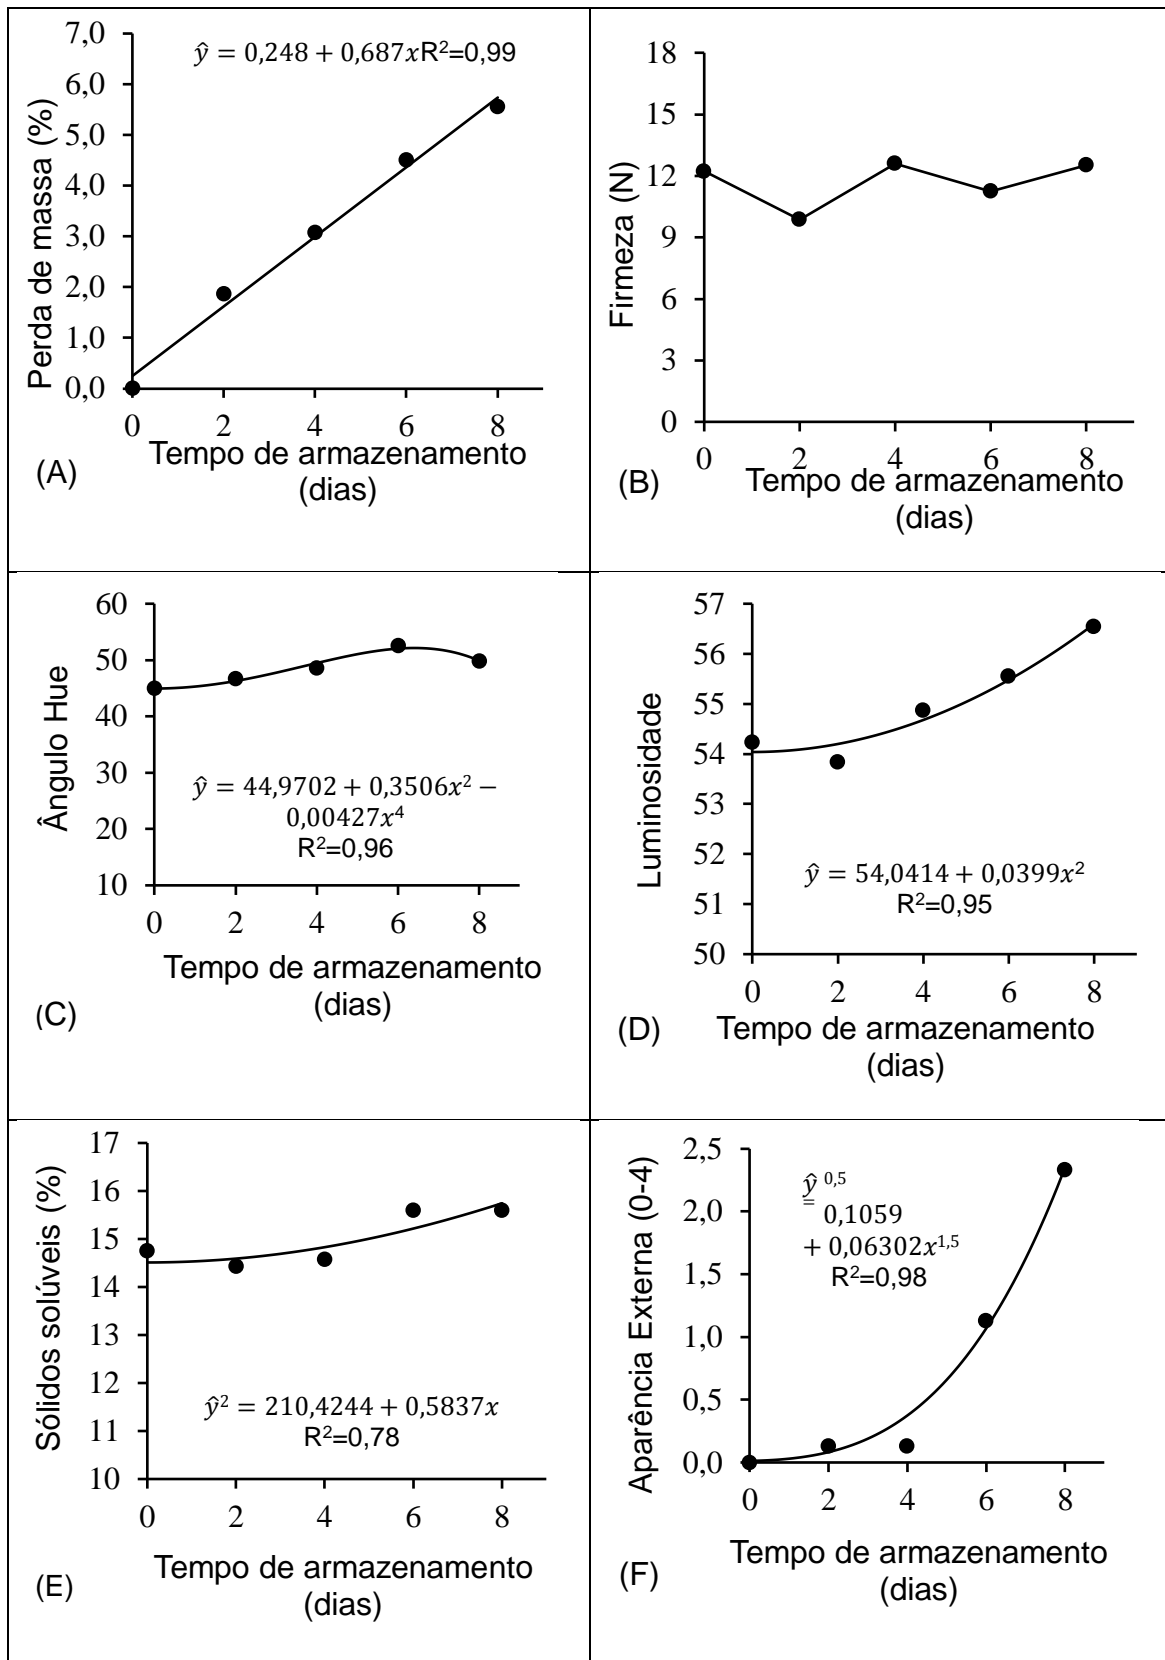 ŷ = 0,248 + 0,687xR²=0,99
7,0
6,0
5,0
4,0
3,0
2,0
1,0
0,0
Perda de massa (%)
0 2 4 6 8
Tempo de armazenamento
(dias)
(A)
18
15
12
9
6
3
0
Firmeza (N)
0 2 4 6 8
Tempo de armazenamento
(dias)
(B)
60
50
40
30
20
10
Ângulo Hue
ŷ = 44,9702 + 0,3506x² −
0,00427x⁴
R²=0,96
0 2 4 6 8
Tempo de armazenamento
(dias)
(C)
57
56
55
54
53
52
51
50
Luminosidade
ŷ = 54,0414 + 0,0399x²
R²=0,95
0 2 4 6 8
Tempo de armazenamento
(dias)
(D)
17
16
15
14
13
12
11
10
Sólidos solúveis (%)
ŷ² = 210,4244 + 0,5837x
R²=0,78
0 2 4 6 8
Tempo de armazenamento
(dias)
(E)
2,5
2,0
1,5
1,0
0,5
0,0
Aparência Externa (0-4)
ŷ ⁰,⁵
=
0,1059
+ 0,06302x¹,⁵
R²=0,98
0 2 4 6 8
Tempo de armazenamento
(dias)
(F)